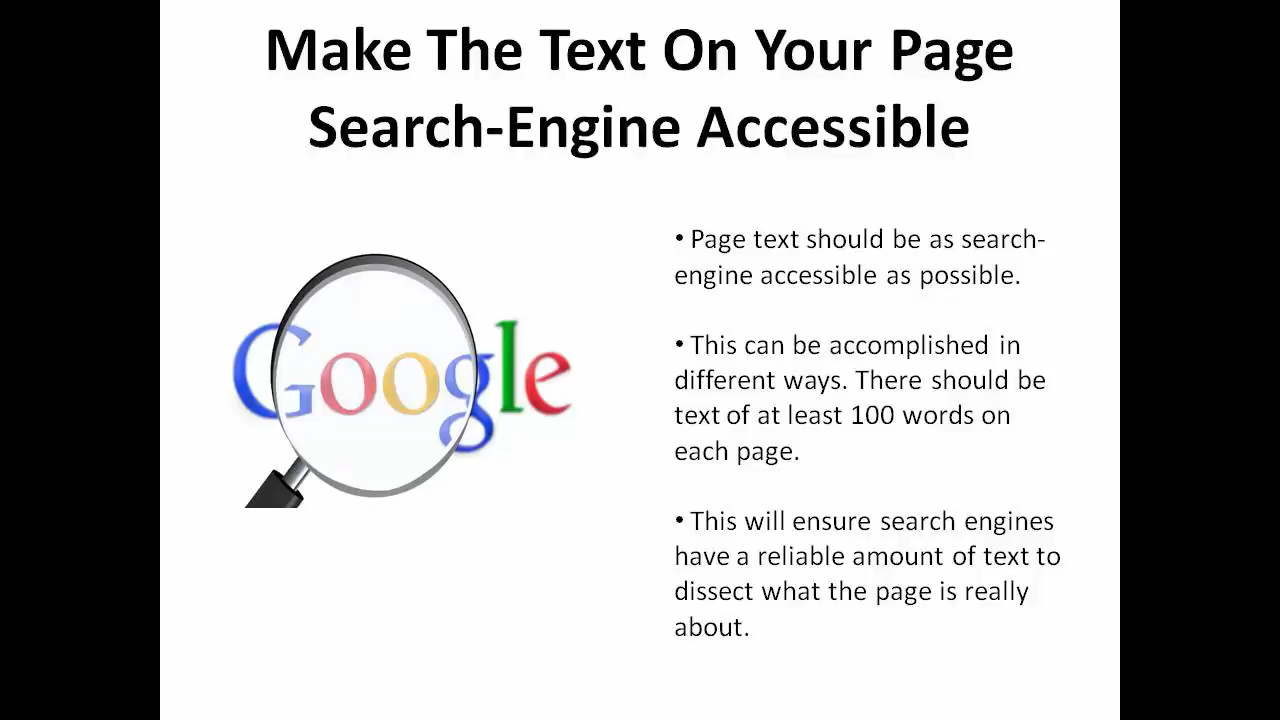 Make The Text On Your Page
Search-Engine Accessible
Google
• Page text should be as search-
engine accessible as possible.
• This can be accomplished in
different ways. There should be
text of at least 100 words on
each page.
• This will ensure search engines
have a reliable amount of text to
dissect what the page is really
about.